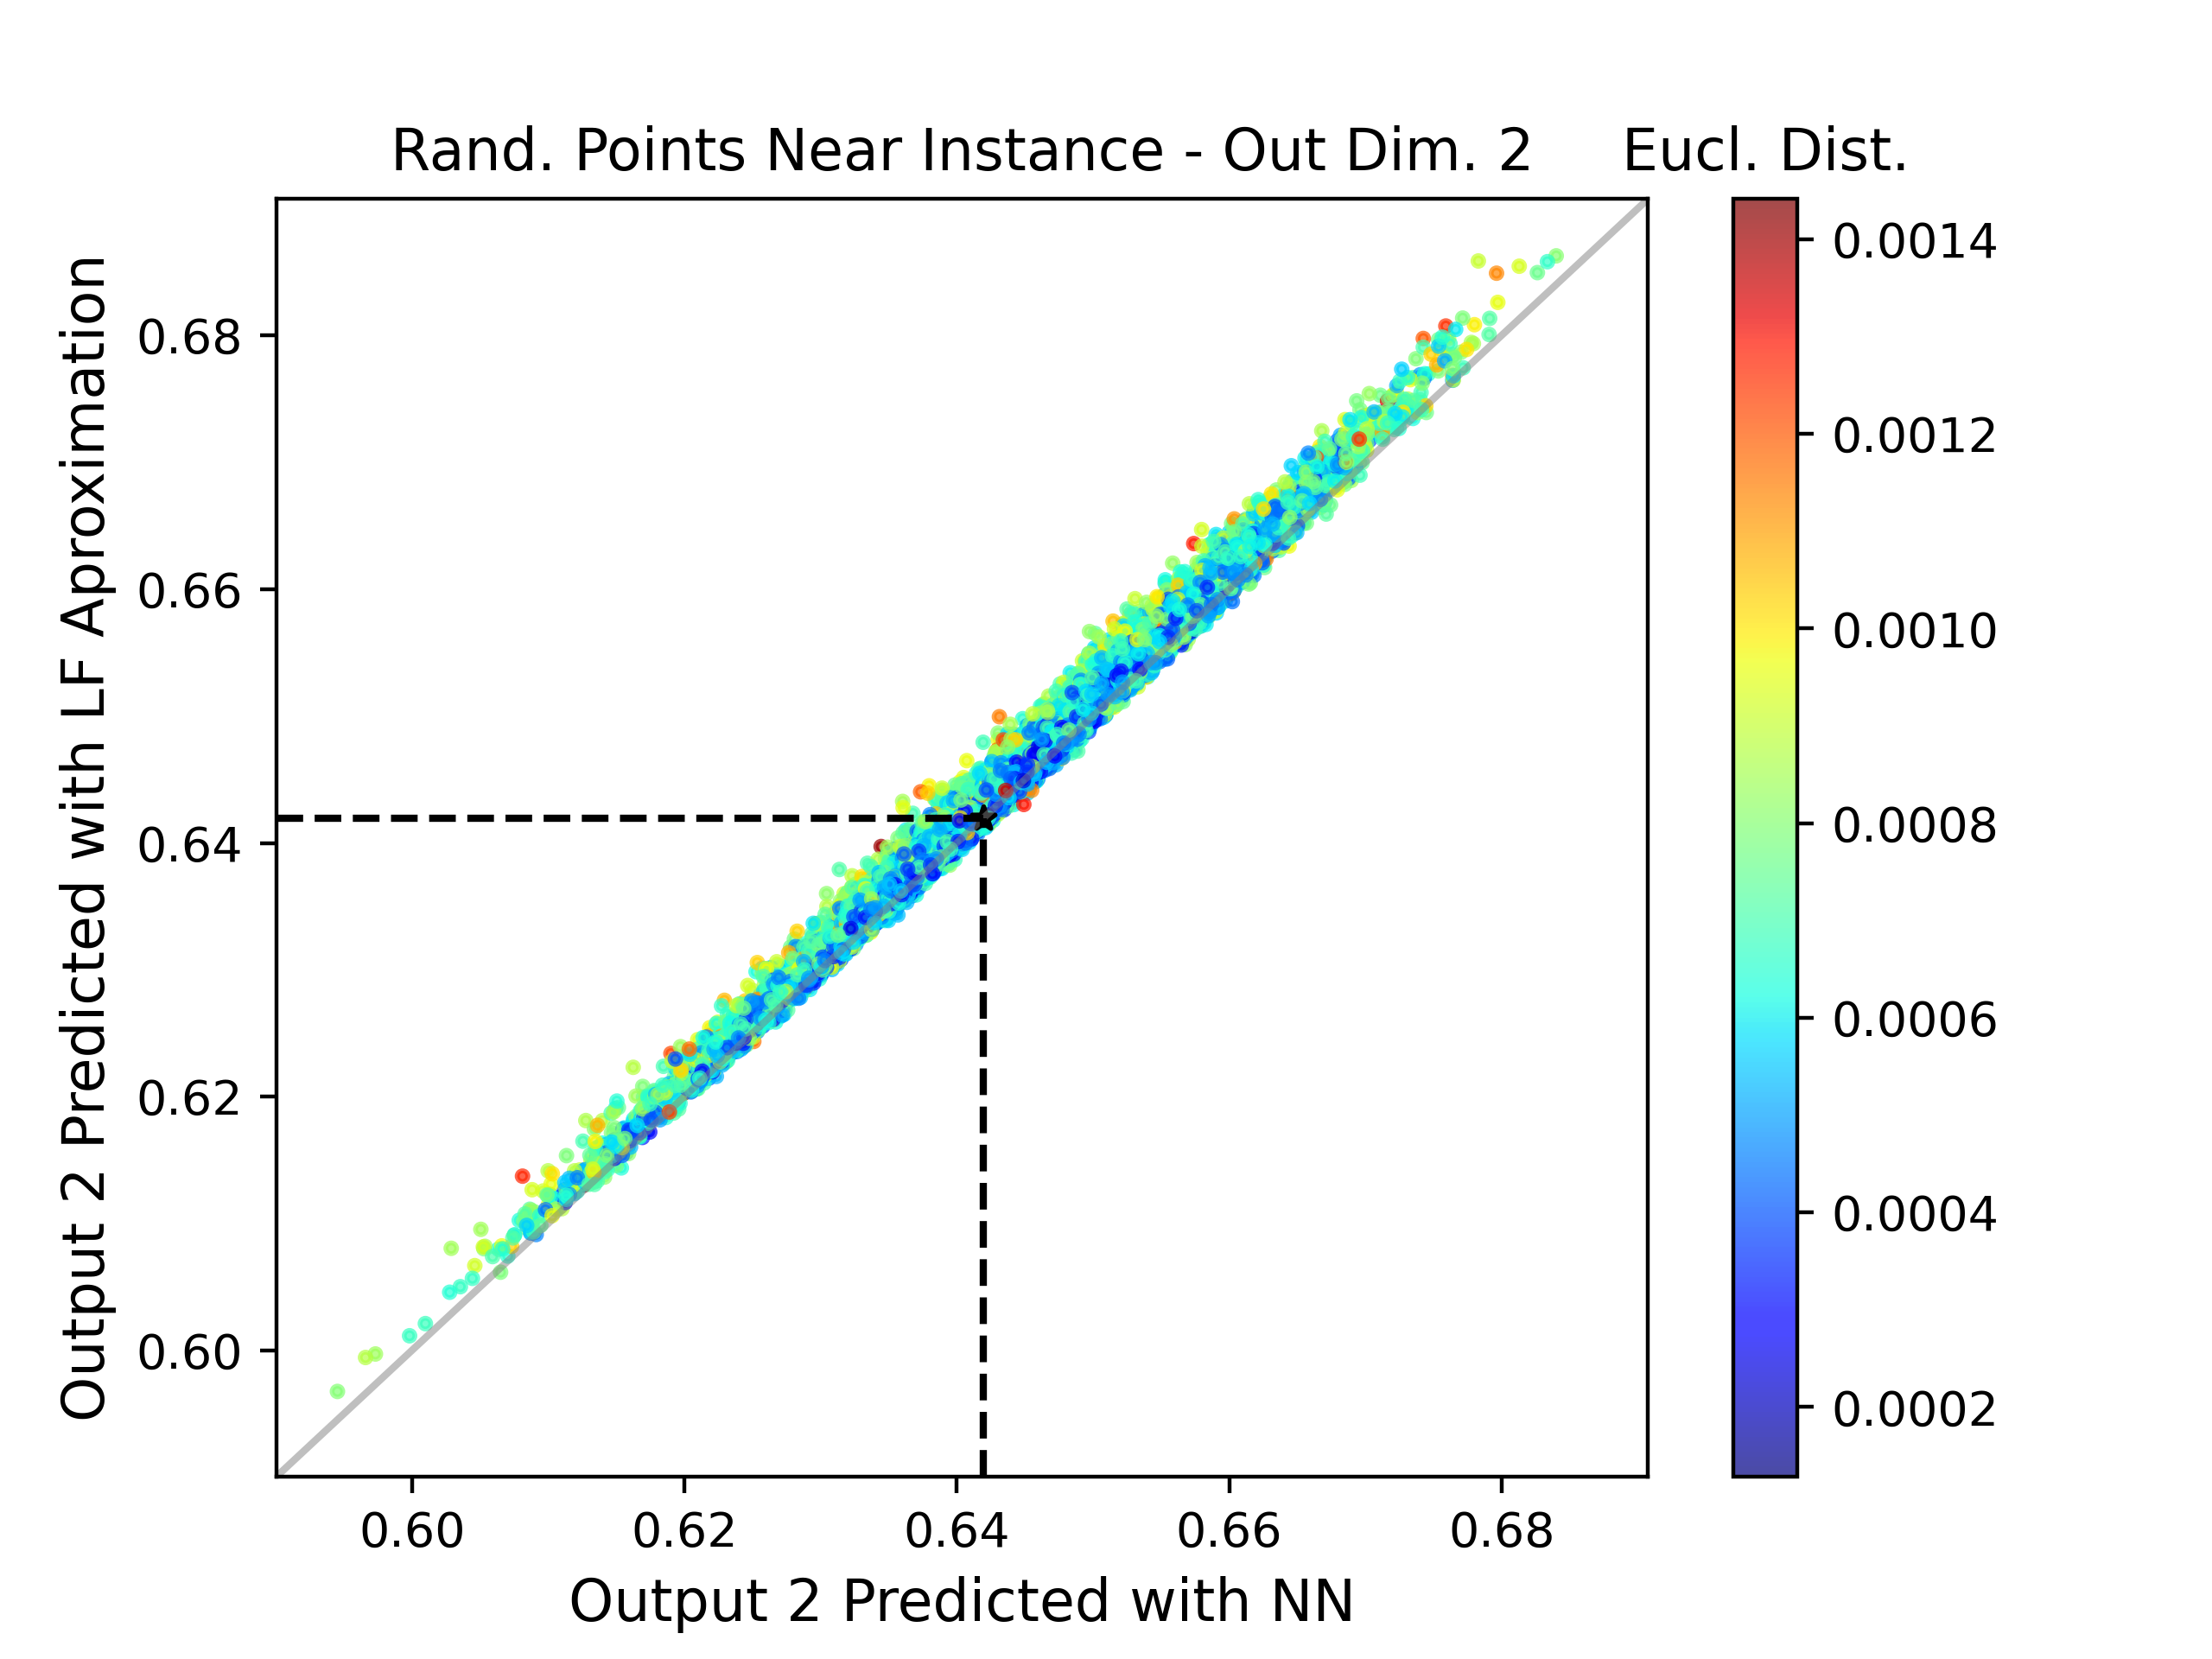 Rand. Points Near Instance - Out Dim. 2
Eucl. Dist.
Output 2 Predicted with LF Aproximation
0.68
0.66
0.64
0.62
0.60
0.60 0.62 0.64 0.66 0.68
Output 2 Predicted with NN
0.0014
0.0012
0.0010
0.0008
0.0006
0.0004
0.0002